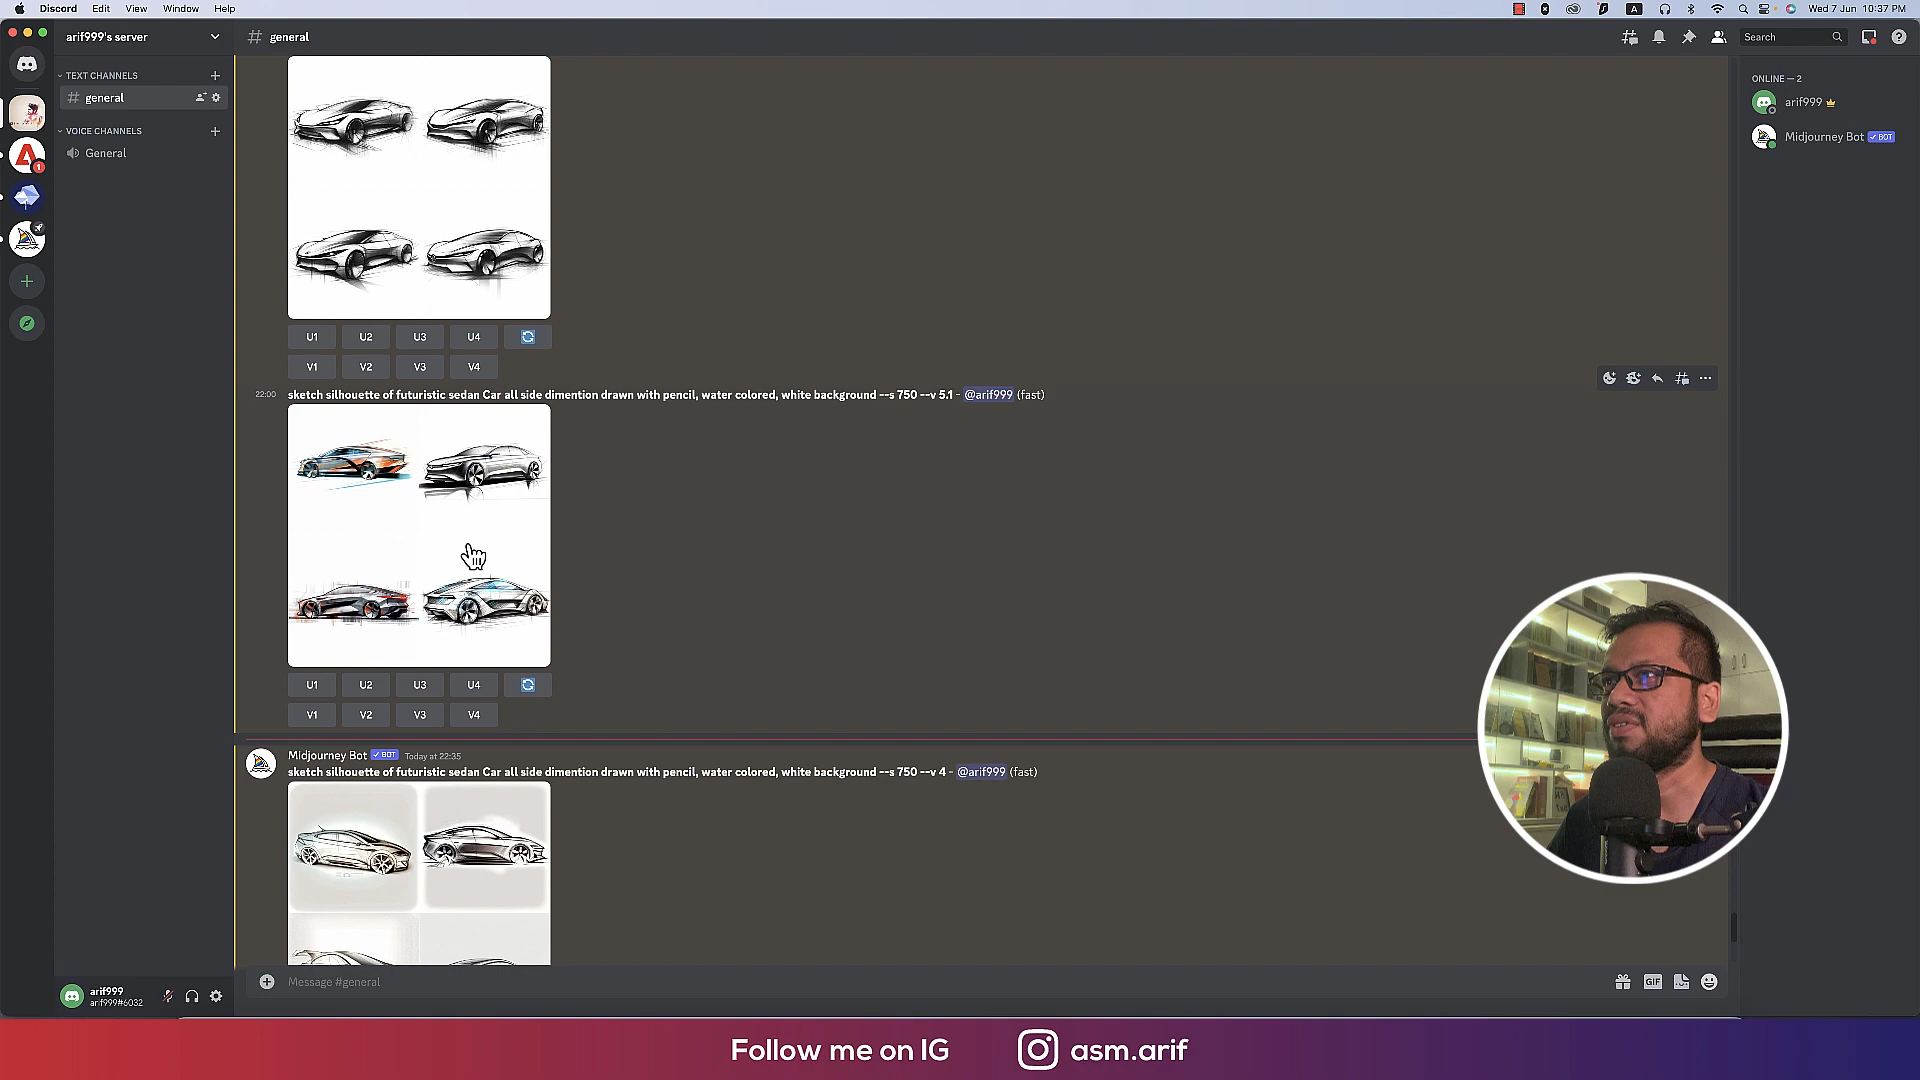 Discord Edit View Window Help
A
Wed 7 Jun 10:37 PM
arif999's server
# general
Search
TEXT CHANNELS
# general
VOICE CHANNELS
General
1
ONLINE — 2
arif999
Midjourney Bot BOT
U1 U2 U3 U4
V1 V2 V3 V4
22:00 sketch silhouette of futuristic sedan Car all side dimention drawn with pencil, water colored, white background --s 750 --v 5.1 - @arif999 (fast)
U1 U2 U3 U4
V1 V2 V3 V4
Midjourney Bot BOT Today at 22:35
sketch silhouette of futuristic sedan Car all side dimention drawn with pencil, water colored, white background --s 750 --v 4 - @arif999 (fast)
Message #general
GIF
arif999
arif999#6032
Follow me on IG asm.arif